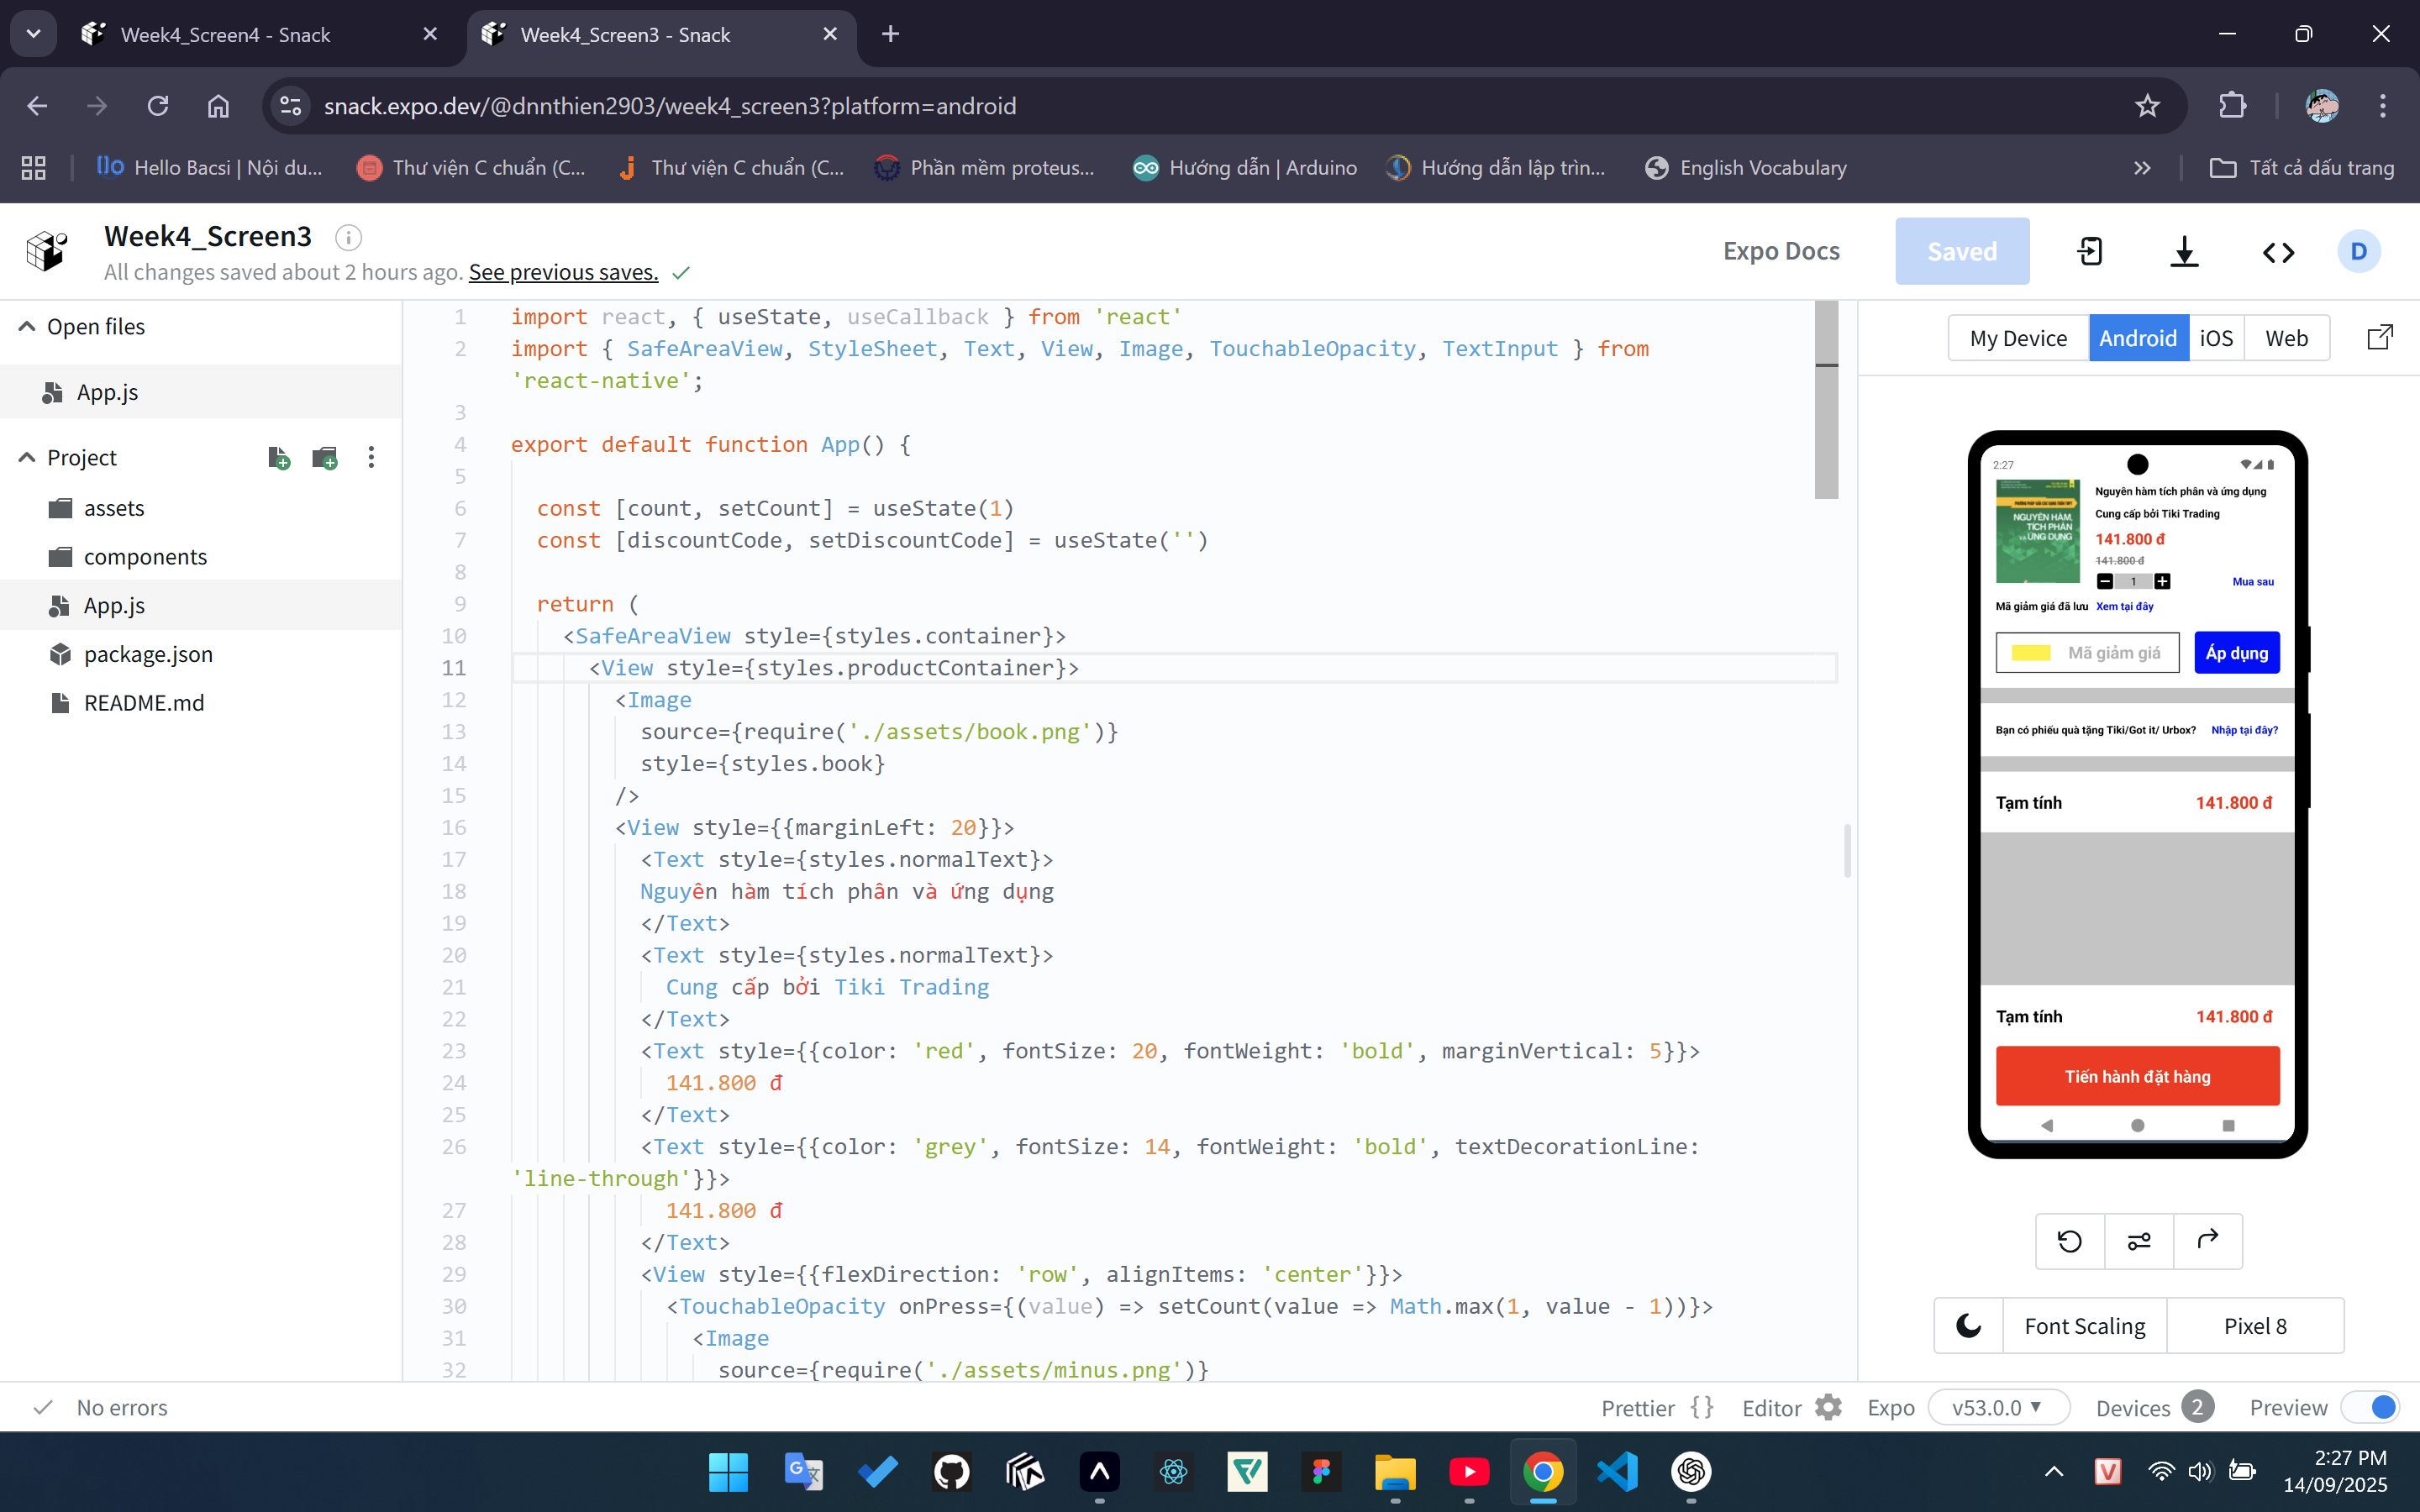 Week4_Screen4 - Snack
Week4_Screen3 - Snack
snack.expo.dev/@dnnthien2903/week4_screen3?platform=android
Hello Bacsi | Nội du...
Thư viện C chuẩn (C...
Thư viện C chuẩn (C...
Phần mềm proteus...
Hướng dẫn | Arduino
Hướng dẫn lập trìn...
English Vocabulary
Tất cả dấu trang
Week4_Screen3
All changes saved about 2 hours ago. See previous saves.
Expo Docs
Saved
D
Open files
App.js
Project
assets
components
App.js
package.json
README.md
1 import react, { useState, useCallback } from 'react'
2 import { SafeAreaView, StyleSheet, Text, View, Image, TouchableOpacity, TextInput } from
'react-native';
3
4 export default function App() {
5
6 const [count, setCount] = useState(1)
7 const [discountCode, setDiscountCode] = useState('')
8
9 return (
10 <SafeAreaView style={styles.container}>
11 <View style={styles.productContainer}>
12 <Image
13 source={require('./assets/book.png')}
14 style={styles.book}
15 />
16 <View style={{marginLeft: 20}}>
17 <Text style={styles.normalText}>
18 Nguyên hàm tích phân và ứng dụng
19 </Text>
20 <Text style={styles.normalText}>
21 Cung cấp bởi Tiki Trading
22 </Text>
23 <Text style={{color: 'red', fontSize: 20, fontWeight: 'bold', marginVertical: 5}}>
24 141.800 đ
25 </Text>
26 <Text style={{color: 'grey', fontSize: 14, fontWeight: 'bold', textDecorationLine:
'line-through'}}>
27 141.800 đ
28 </Text>
29 <View style={{flexDirection: 'row', alignItems: 'center'}}>
30 <TouchableOpacity onPress={(value) => setCount(value => Math.max(1, value - 1))}>
31 <Image
32 source={require('./assets/minus.png')}
My Device
Android
iOS
Web
2:27
NGUYÊN HÀM,
TÍCH PHÂN
VÀ ỨNG DỤNG
Nguyên hàm tích phân và ứng dụng
Cung cấp bởi Tiki Trading
141.800 đ
141.800 đ
1
Mua sau
Mã giảm giá đã lưu Xem tại đây
Mã giảm giá
Áp dụng
Bạn có phiếu quà tặng Tiki/Got it/ Urbox? Nhập tại đây?
Tạm tính 141.800 đ
Tạm tính 141.800 đ
Tiến hành đặt hàng
Font Scaling
Pixel 8
No errors
Prettier {}
Editor
Expo
v53.0.0
Devices 2
Preview
V
2:27 PM
14/09/2025